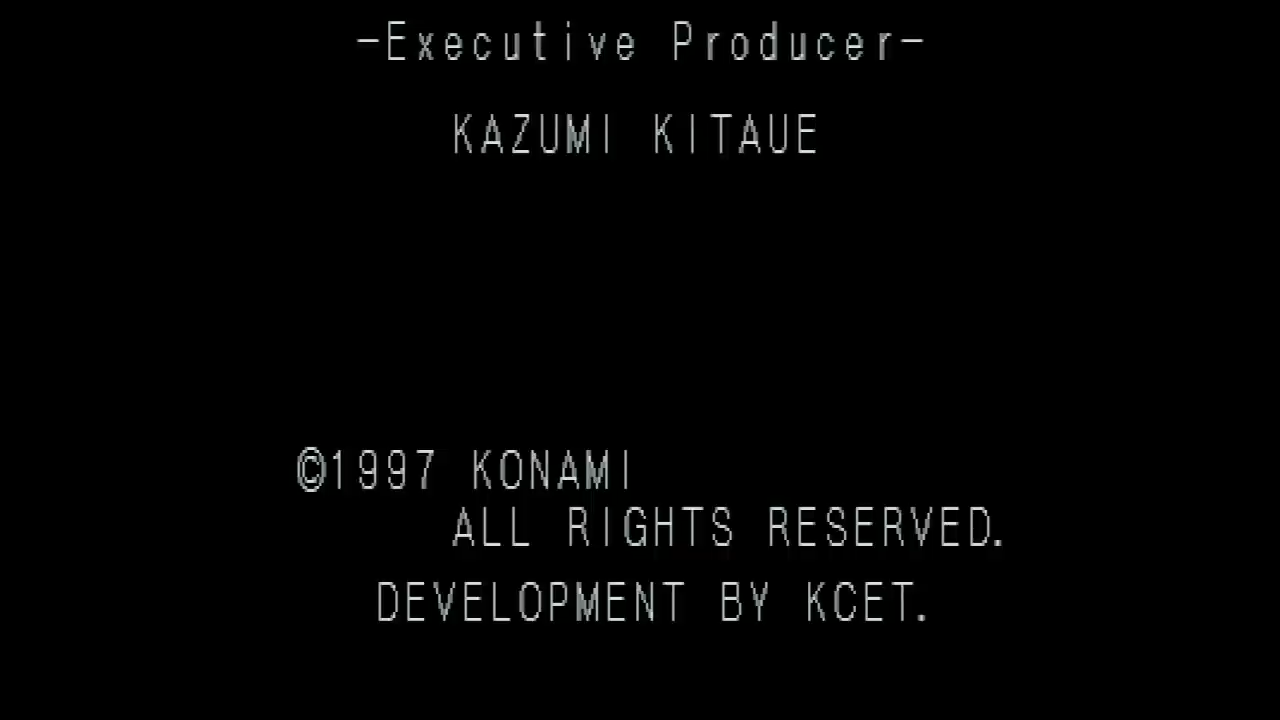 -Executive Producer-
KAZUMI KITAUE
©1997 KONAMI
ALL RIGHTS RESERVED.
DEVELOPMENT BY KCET.